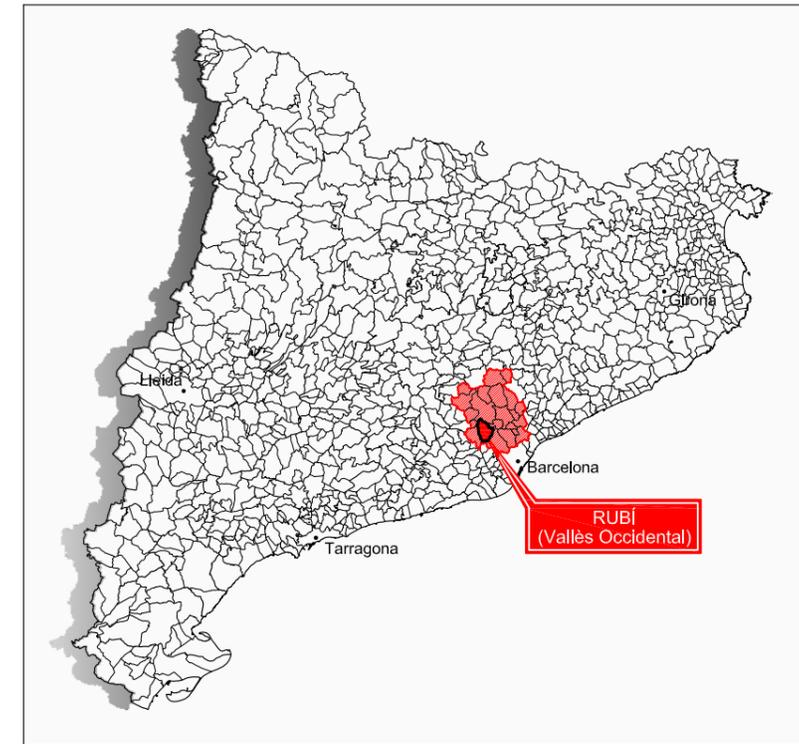 Girona
Lleida
Barcelona
RUBÍ
(Vallès Occidental)
Tarragona